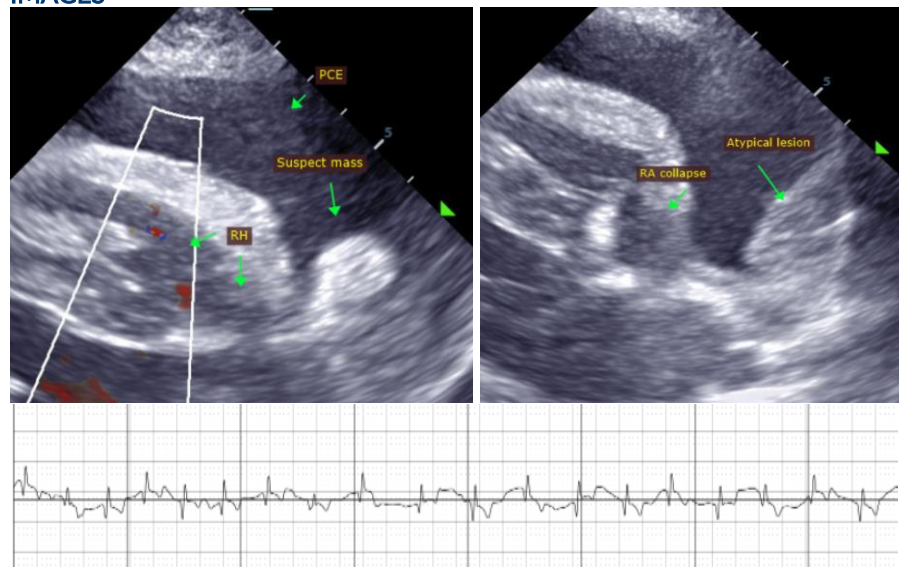 IMAGES
PCE
5
Suspect mass
RH
5
Atypical lesion
RA collapse